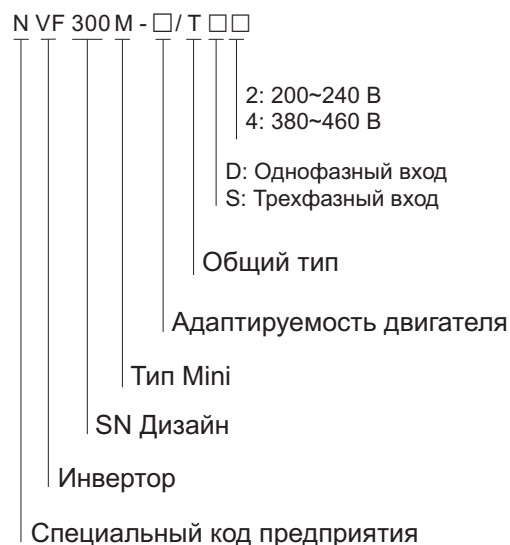 N VF 300 M - □ / T □ □
2: 200~240 В
4: 380~460 В
D: Однофазный вход
S: Трехфазный вход
Общий тип
Адаптируемость двигателя
Тип Mini
SN Дизайн
Инвертор
Специальный код предприятия